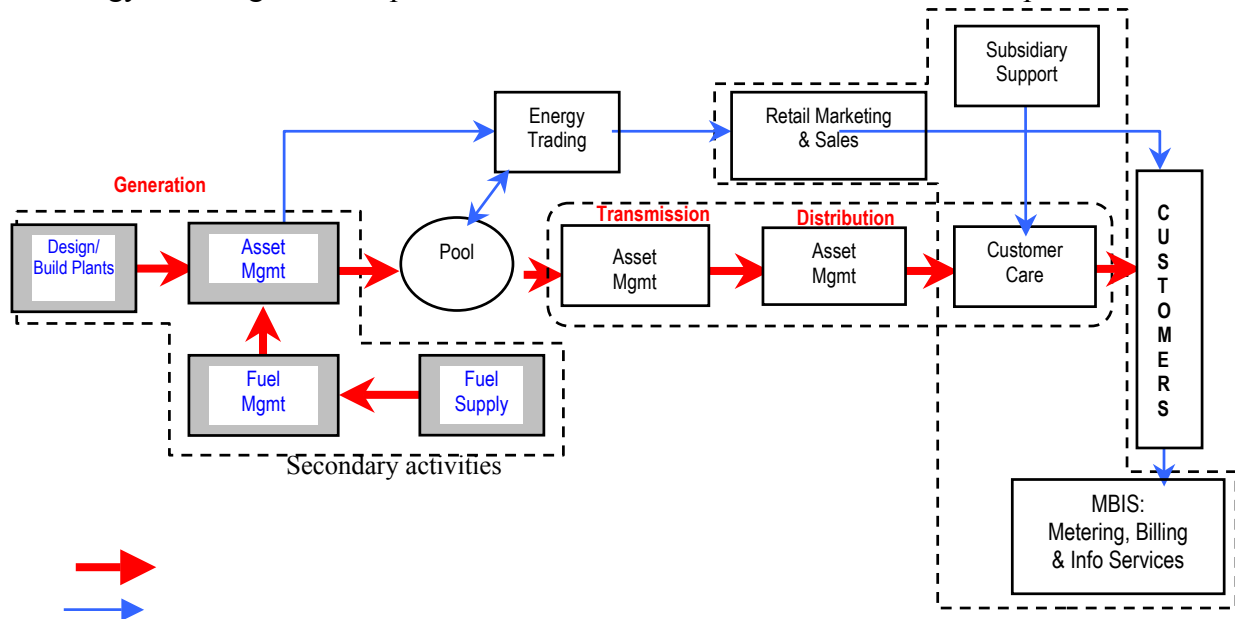 Subsidiary
Support
Energy
Trading
Retail Marketing
& Sales
Generation
Transmission
Distribution
Design/
Build Plants
Asset
Mgmt
Pool
Asset
Mgmt
Asset
Mgmt
Customer
Care
C
U
S
T
O
M
E
R
S
Fuel
Mgmt
Fuel
Supply
Secondary activities
MBIS:
Metering, Billing
& Info Services